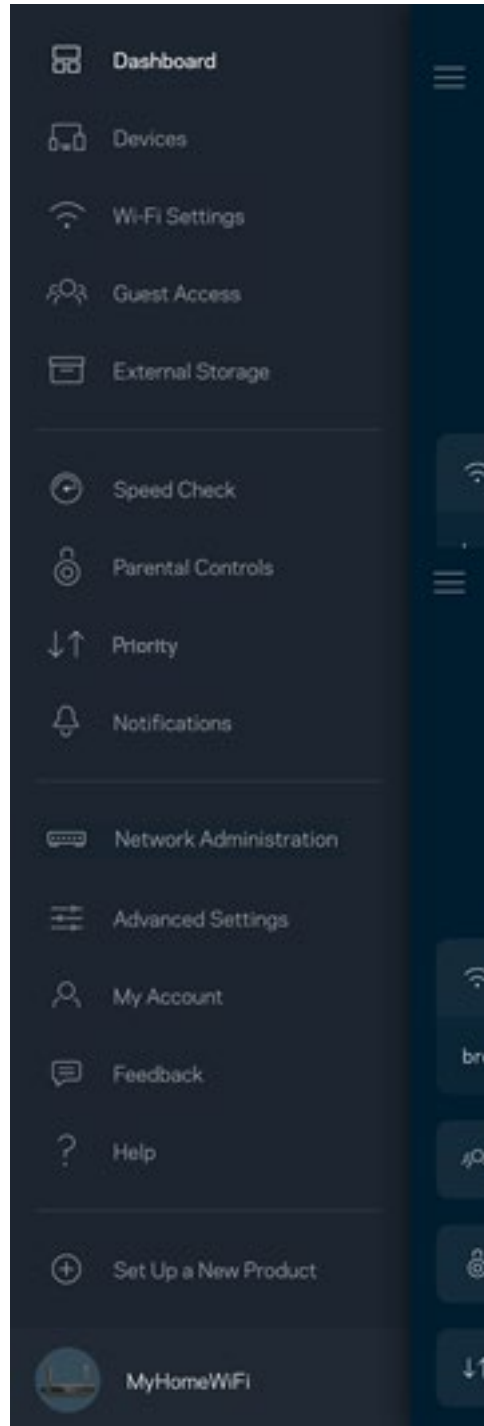 Dashboard
Devices
Wi-Fi Settings
Guest Access
External Storage
Speed Check
Parental Controls
Priority
Notifications
Network Administration
Advanced Settings
My Account
Feedback
? Help
Set Up a New Product
MyHomeWiFi